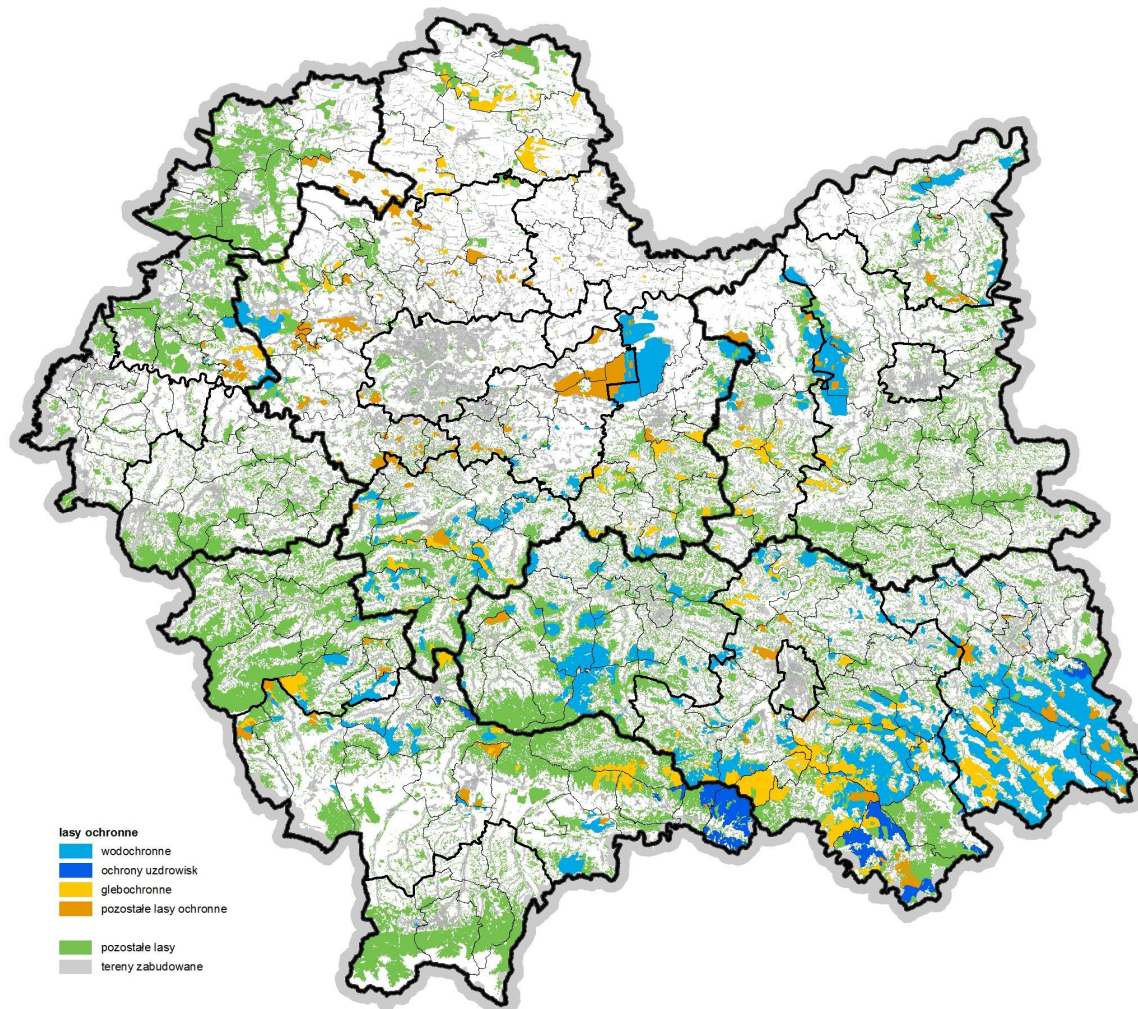 lasy ochronne
wodochronne
ochrony uzdrowisk
glebochronne
pozostałe lasy ochronne
pozostałe lasy
tereny zabudowane